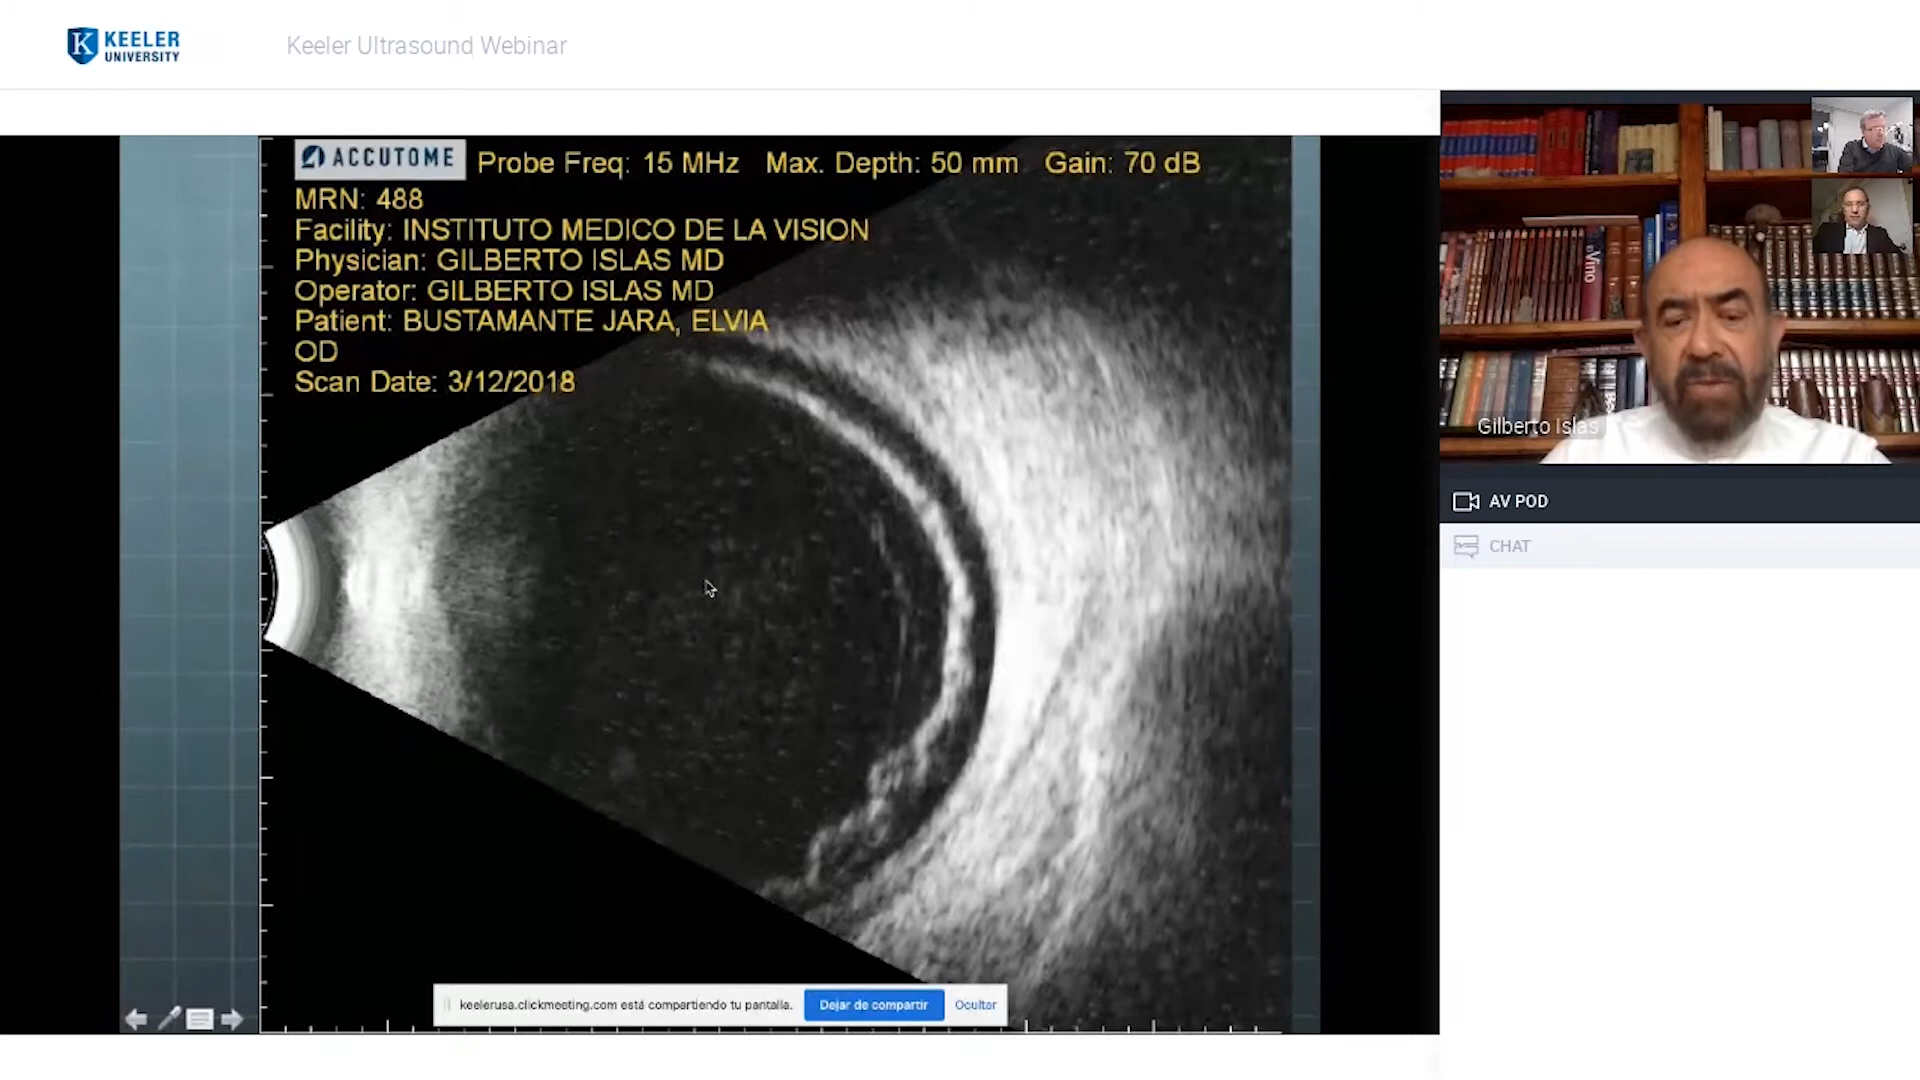 KEELER
UNIVERSITY
Keeler Ultrasound Webinar
ACCUTOME
Probe Freq: 15 MHz Max. Depth: 50 mm Gain: 70 dB
MRN: 488
Facility: INSTITUTO MEDICO DE LA VISION
Physician: GILBERTO ISLAS MD
Operator: GILBERTO ISLAS MD
Patient: BUSTAMANTE JARA, ELVIA
OD
Scan Date: 3/12/2018
Vino
Gilberto Islas
AV POD
CHAT
keelerusa.clickmeeting.com está compartiendo tu pantalla.
Dejar de compartir
Ocultar